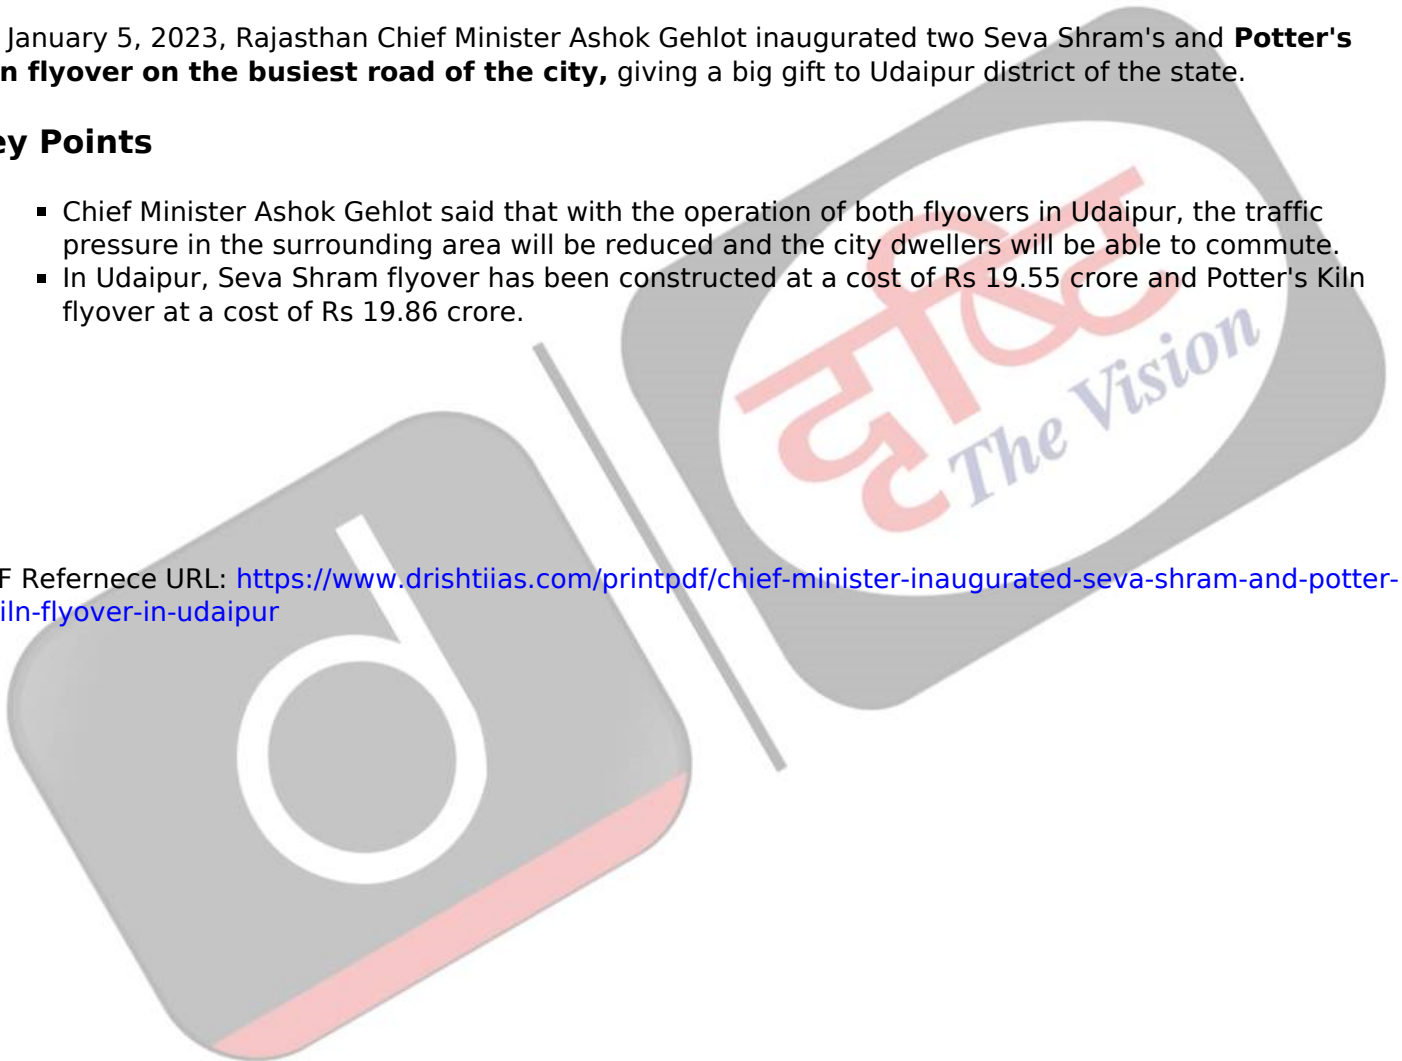 January 5, 2023, Rajasthan Chief Minister Ashok Gehlot inaugurated two Seva Shram's and Potter's
n flyover on the busiest road of the city, giving a big gift to Udaipur district of the state.
ey Points
▪ Chief Minister Ashok Gehlot said that with the operation of both flyovers in Udaipur, the traffic
pressure in the surrounding area will be reduced and the city dwellers will be able to commute.
▪ In Udaipur, Seva Shram flyover has been constructed at a cost of Rs 19.55 crore and Potter's Kiln
flyover at a cost of Rs 19.86 crore.
दृष्टि
The Vision
F Refernece URL: https://www.drishtiias.com/printpdf/chief-minister-inaugurated-seva-shram-and-potter-
iln-flyover-in-udaipur